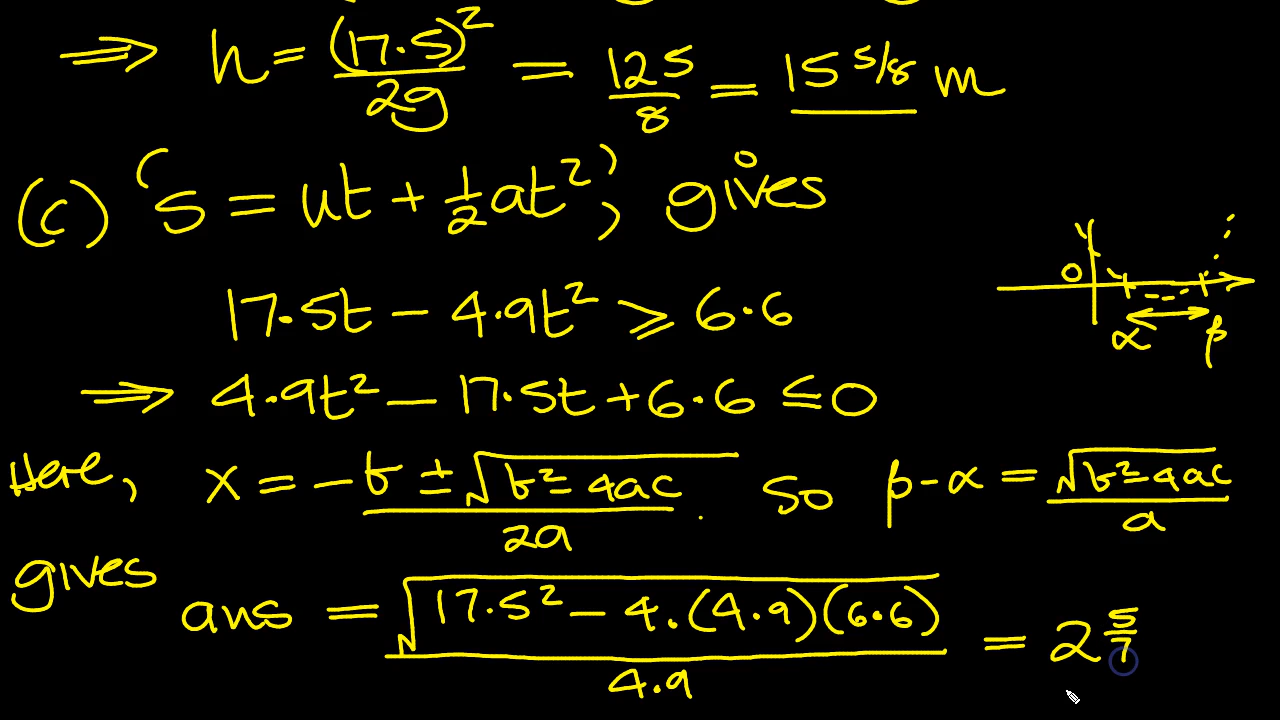 ⟹ h = (17.5)² / 2g = 125/8 = 15 5/8 m
(c) 's = ut + ½at²', gives
17.5t − 4.9t² ⩾ 6.6
⟹ 4.9t² − 17.5t + 6.6 ≤ 0
y
0
α β
Here, x = −b ± √(b² − 4ac) / 2a . So β − α = √(b² − 4ac) / a
gives
ans = √(17.5² − 4.(4.9)(6.6)) / 4.9 = 2 5/7